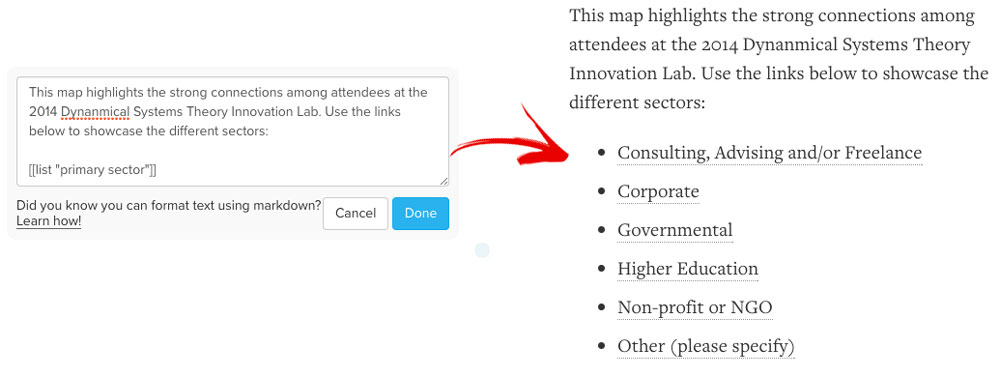 This map highlights the strong connections among attendees at the
2014 Dynanmical Systems Theory Innovation Lab. Use the links
below to showcase the different sectors:
[[list "primary sector"]]
Did you know you can format text using markdown?
Learn how!
Cancel
Done
This map highlights the strong connections among
attendees at the 2014 Dynanmical Systems Theory
Innovation Lab. Use the links below to showcase the
different sectors:
Consulting, Advising and/or Freelance
Corporate
Governmental
Higher Education
Non-profit or NGO
Other (please specify)